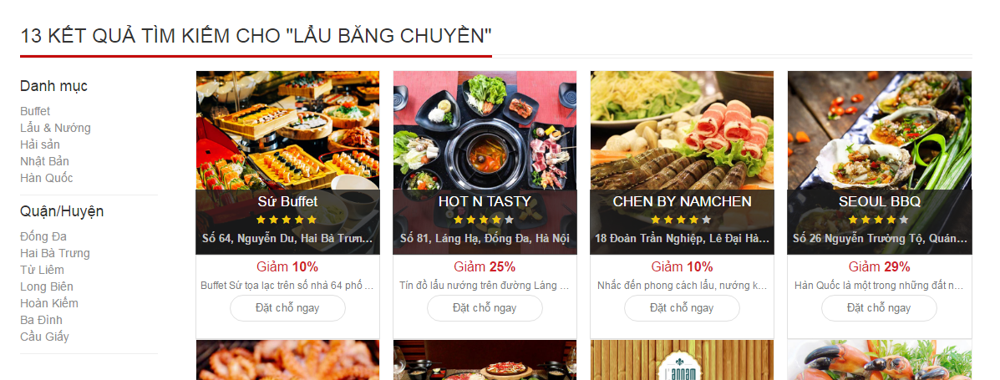 13 KẾT QUẢ TÌM KIẾM CHO "LẨU BĂNG CHUYỀN"
Danh mục
Buffet
Lẩu & Nướng
Hải sản
Nhật Bản
Hàn Quốc
Quận/Huyện
Đống Đa
Hai Bà Trưng
Từ Liêm
Long Biên
Hoàn Kiếm
Ba Đình
Cầu Giấy
Sứ Buffet
Số 64, Nguyễn Du, Hai Bà Trưn...
Giảm 10%
Buffet Sứ tọa lạc trên số nhà 64 phố ...
Đặt chỗ ngay
HOT N TASTY
Số 81, Láng Hạ, Đống Đa, Hà Nội
Giảm 25%
Tín đồ lẩu nướng trên đường Láng ...
Đặt chỗ ngay
CHEN BY NAMCHEN
18 Đoàn Trần Nghiệp, Lê Đại Hà...
Giảm 10%
Nhắc đến phong cách lẩu, nướng k...
Đặt chỗ ngay
SEOUL BBQ
Số 26 Nguyễn Trường Tộ, Quán...
Giảm 29%
Hàn Quốc là một trong những đất n...
Đặt chỗ ngay
L'annam